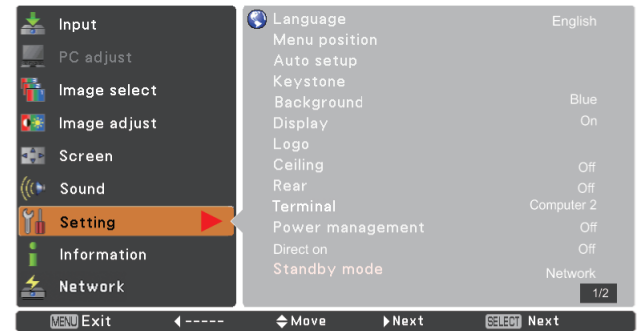 Input
PC adjust
Image select
Image adjust
Screen
Sound
Setting
Information
Network
Language English
Menu position
Auto setup
Keystone
Background Blue
Display On
Logo
Ceiling Off
Rear Off
Terminal Computer 2
Power management Off
Direct on Off
Standby mode Network
1/2
MENU Exit ----- Move Next SELECT Next